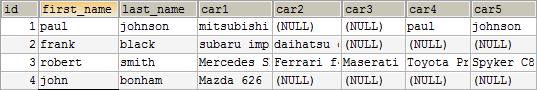 id first_name last_name car1 car2 car3 car4 car5
1 paul johnson mitsubishi (NULL) (NULL) paul johnson
2 frank black subaru imp daihatsu (NULL) (NULL) (NULL)
3 robert smith Mercedes S Ferrari f Maserati Toyota Pr Spyker C8
4 john bonham Mazda 626 (NULL) (NULL) (NULL) (NULL)